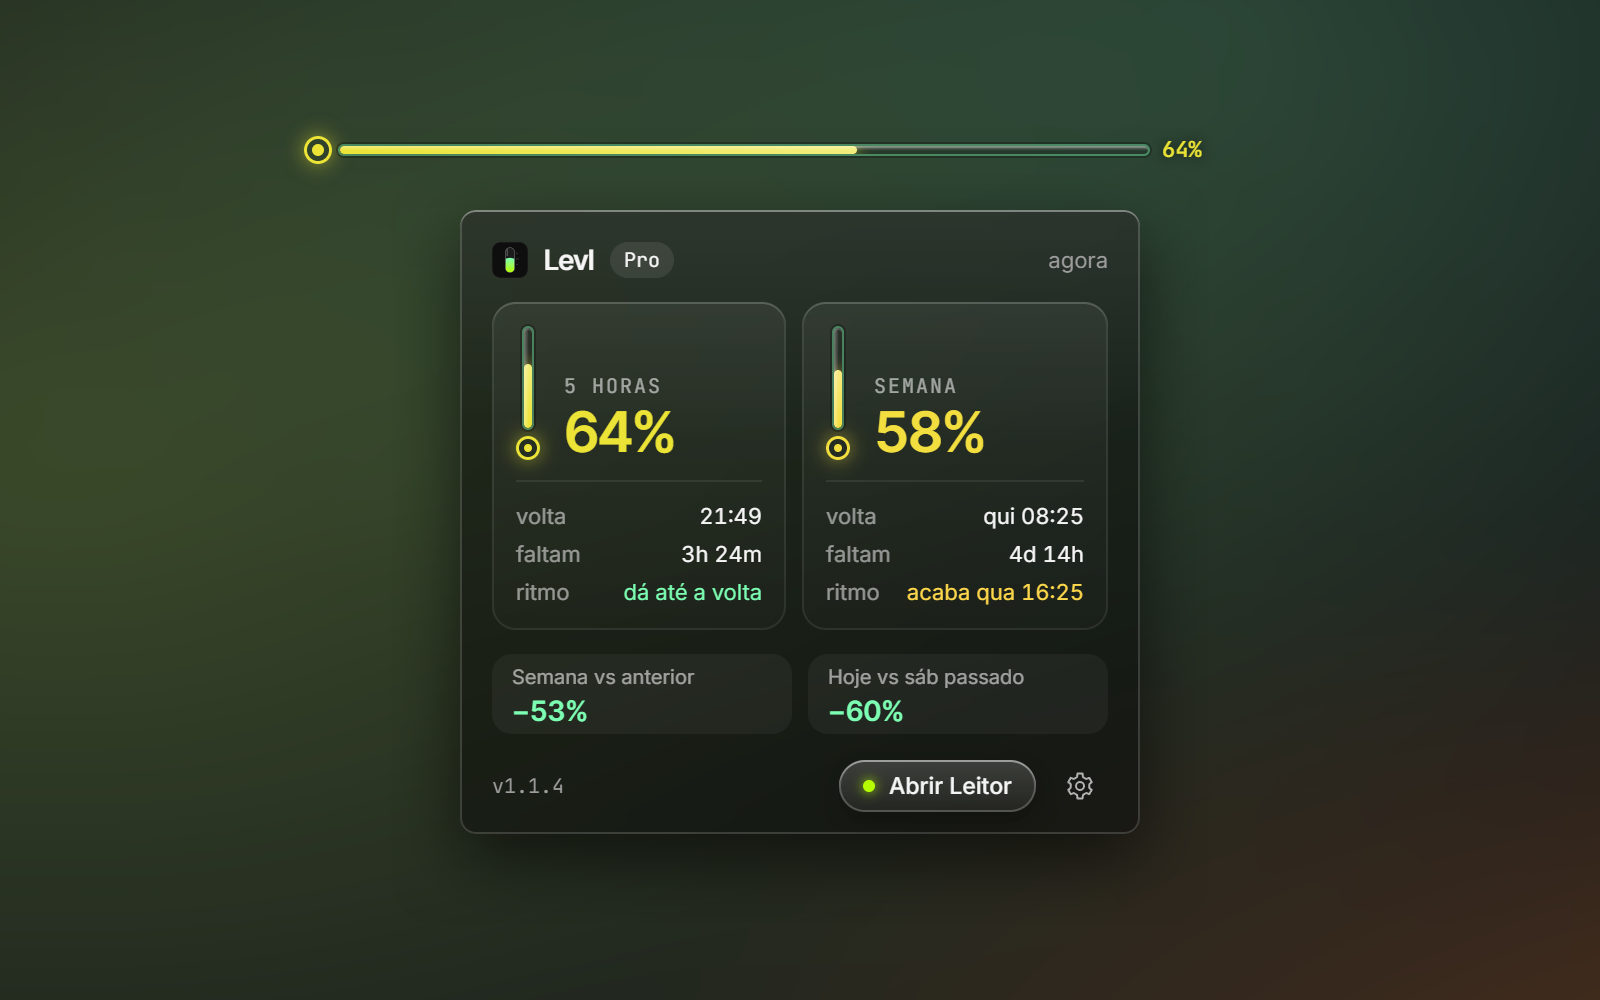 64%
Levl Pro agora
5 HORAS
64%
volta 21:49
faltam 3h 24m
ritmo dá até a volta
SEMANA
58%
volta qui 08:25
faltam 4d 14h
ritmo acaba qua 16:25
Semana vs anterior
–53%
Hoje vs sáb passado
–60%
v1.1.4 Abrir Leitor